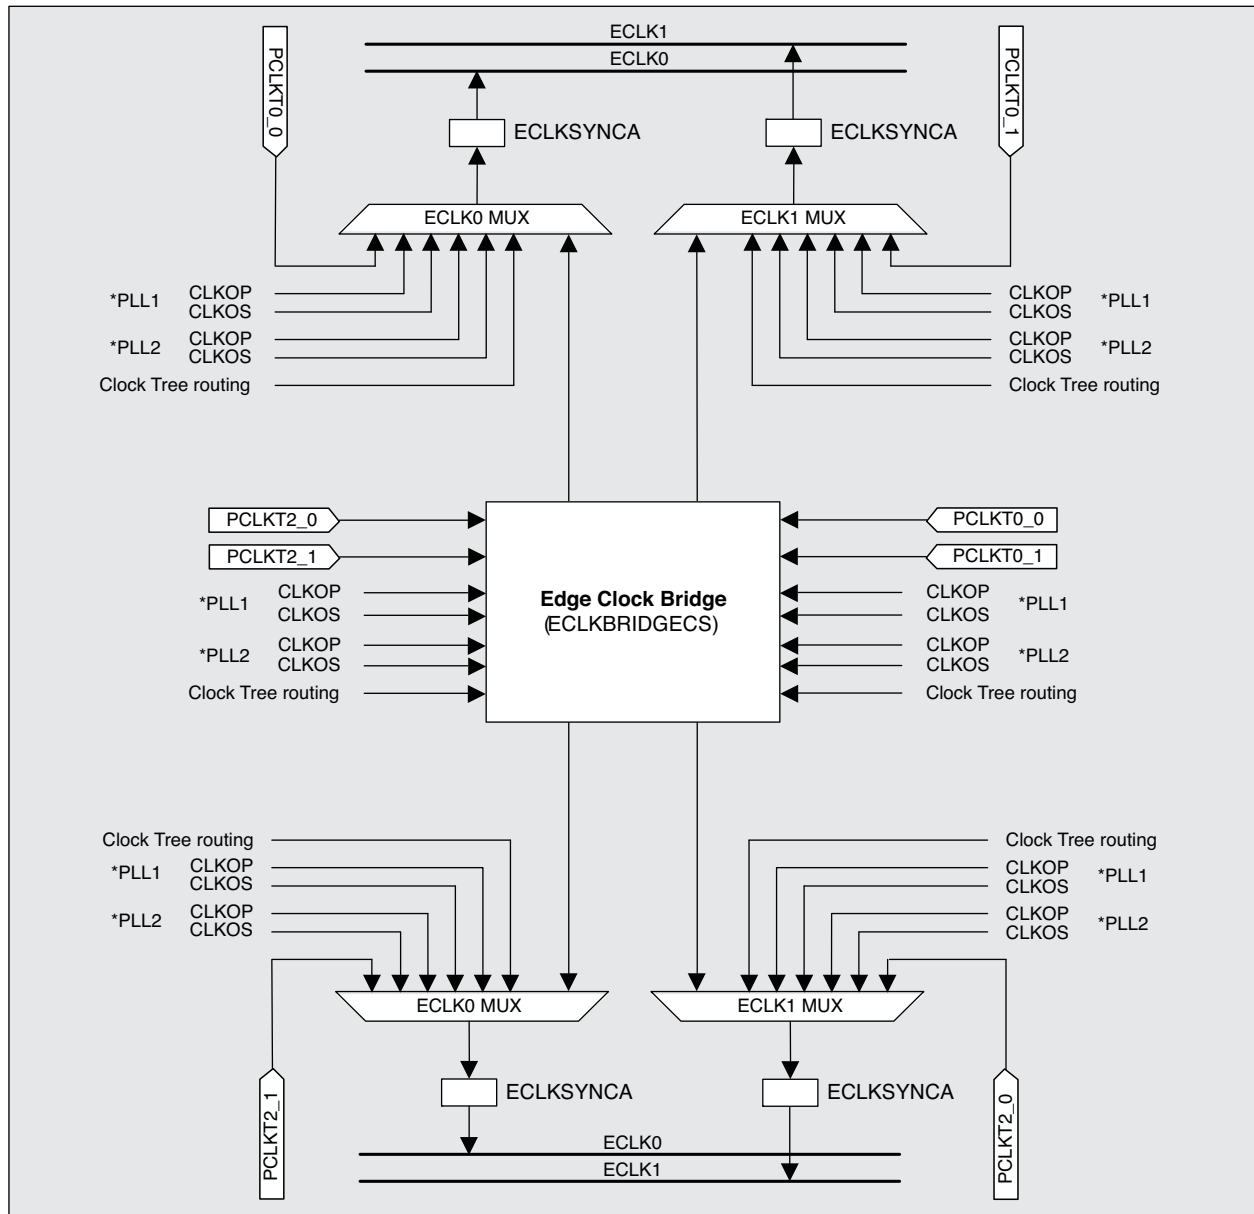 ECLK1
ECLK0
PCLKT0_0
PCLKT0_1
ECLKSYNCA
ECLKSYNCA
ECLK0 MUX
ECLK1 MUX
*PLL1
CLKOP
CLKOS
*PLL2
CLKOP
CLKOS
Clock Tree routing
CLKOP
CLKOS
*PLL1
CLKOP
CLKOS
*PLL2
Clock Tree routing
PCLKT2_0
PCLKT2_1
*PLL1
CLKOP
CLKOS
*PLL2
CLKOP
CLKOS
Clock Tree routing
Edge Clock Bridge
(ECLKBRIDGECS)
PCLKT0_0
PCLKT0_1
CLKOP
CLKOS
*PLL1
CLKOP
CLKOS
*PLL2
Clock Tree routing
Clock Tree routing
*PLL1
CLKOP
CLKOS
*PLL2
CLKOP
CLKOS
Clock Tree routing
CLKOP
CLKOS
*PLL1
CLKOP
CLKOS
*PLL2
ECLK0 MUX
ECLK1 MUX
ECLKSYNCA
ECLKSYNCA
PCLKT2_1
PCLKT2_0
ECLK0
ECLK1